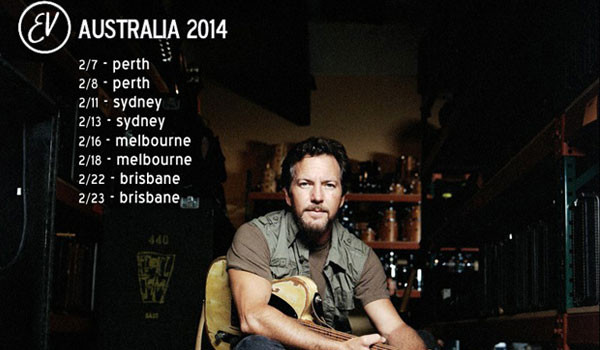 EV AUSTRALIA 2014
2/7 - perth
2/8 - perth
2/11 - sydney
2/13 - sydney
2/16 - melbourne
2/18 - melbourne
2/22 - brisbane
2/23 - brisbane
440